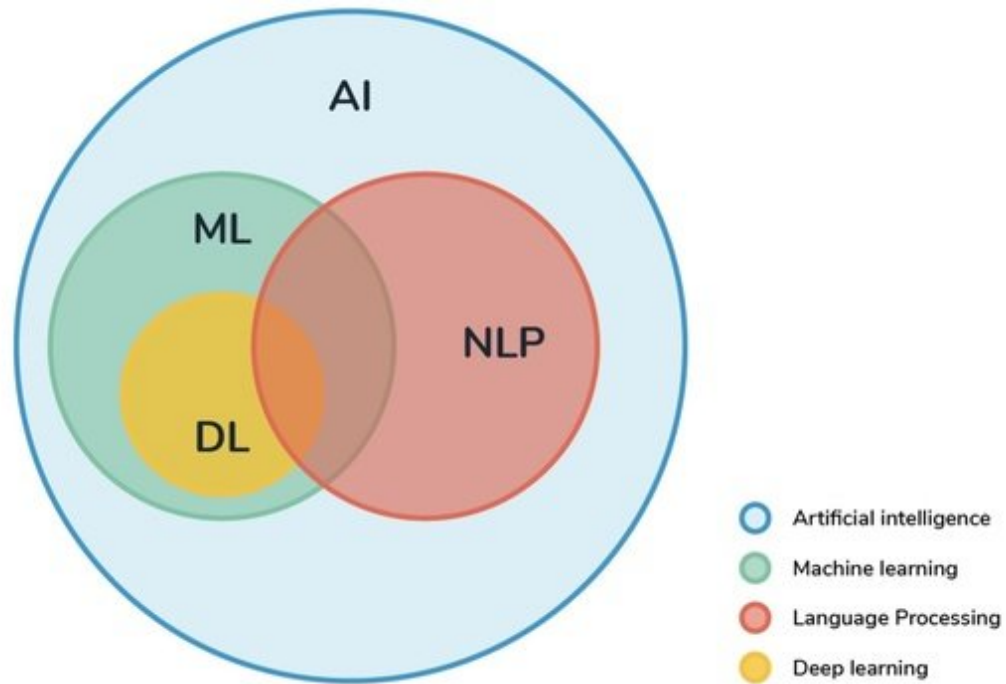 AI
ML
NLP
DL
Artificial intelligence
Machine learning
Language Processing
Deep learning